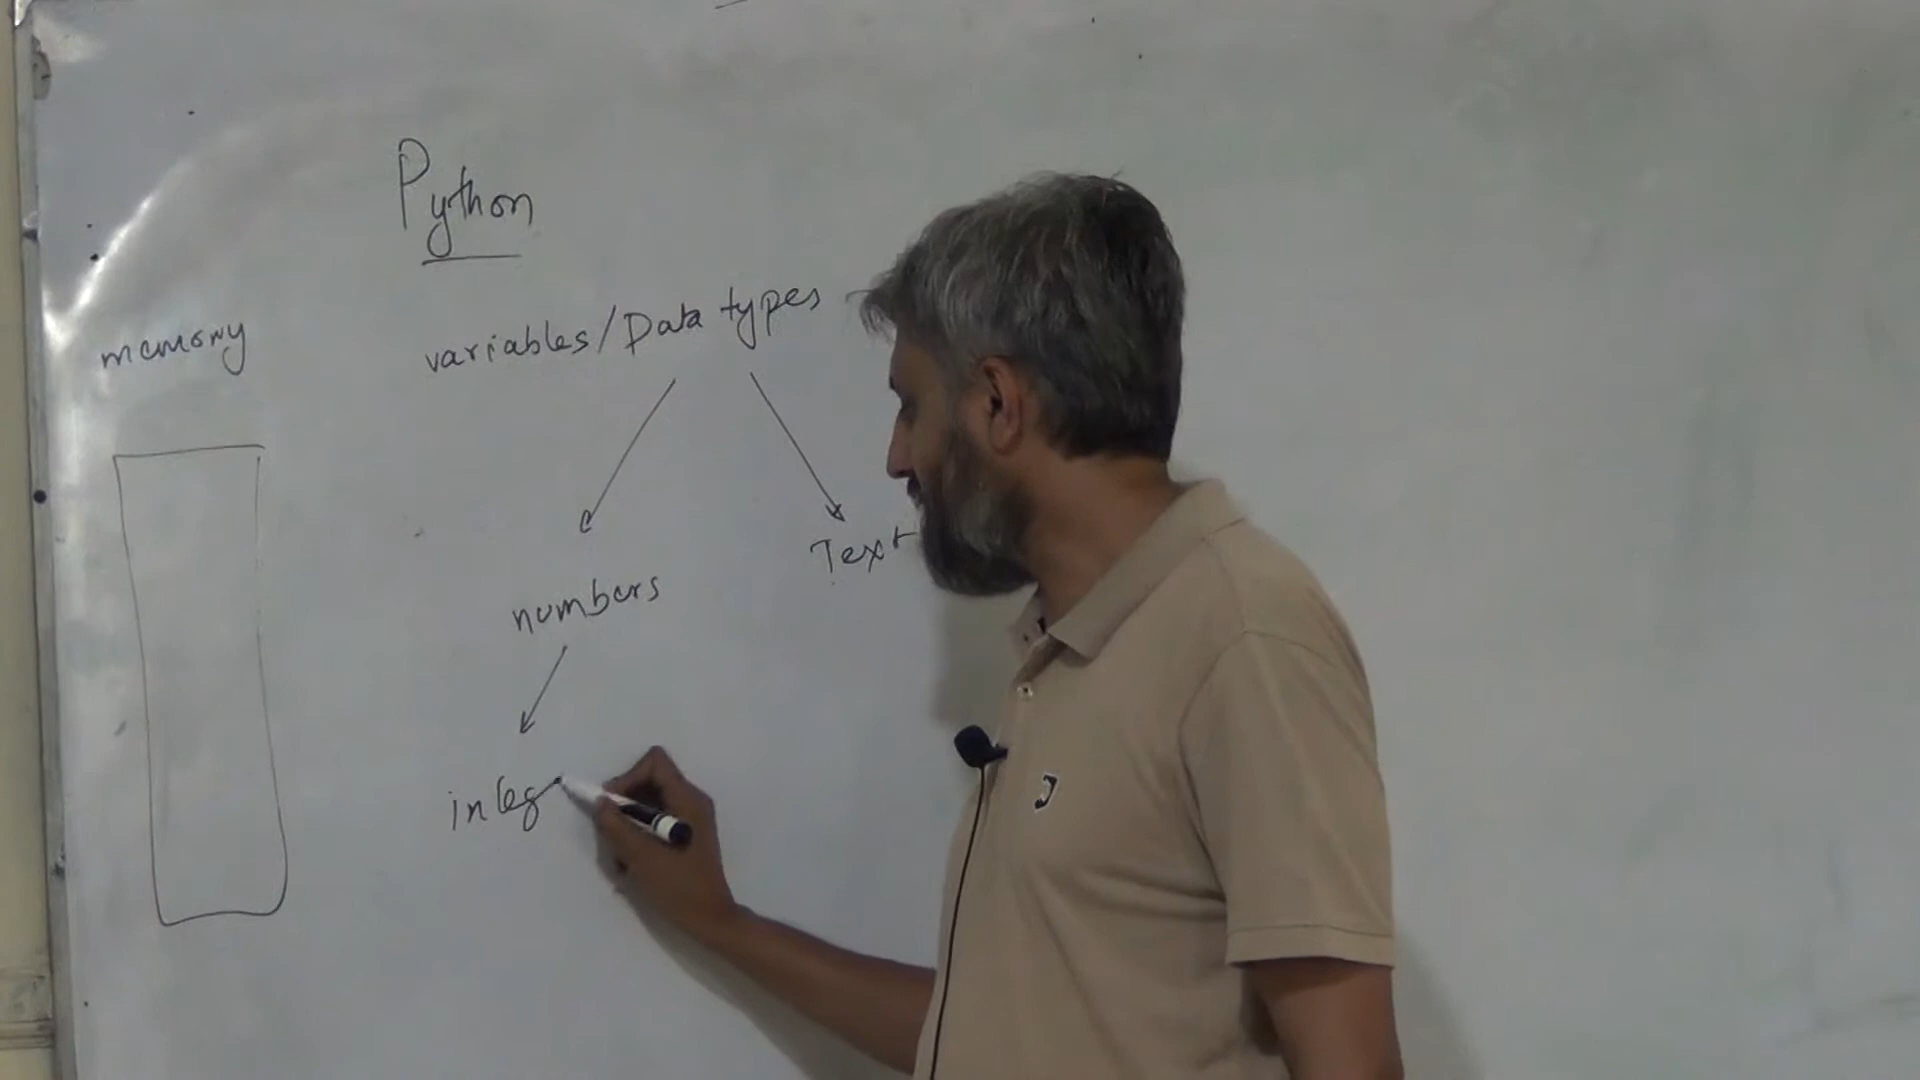 Python
variables/Data types
memory
Text
numbers
integ